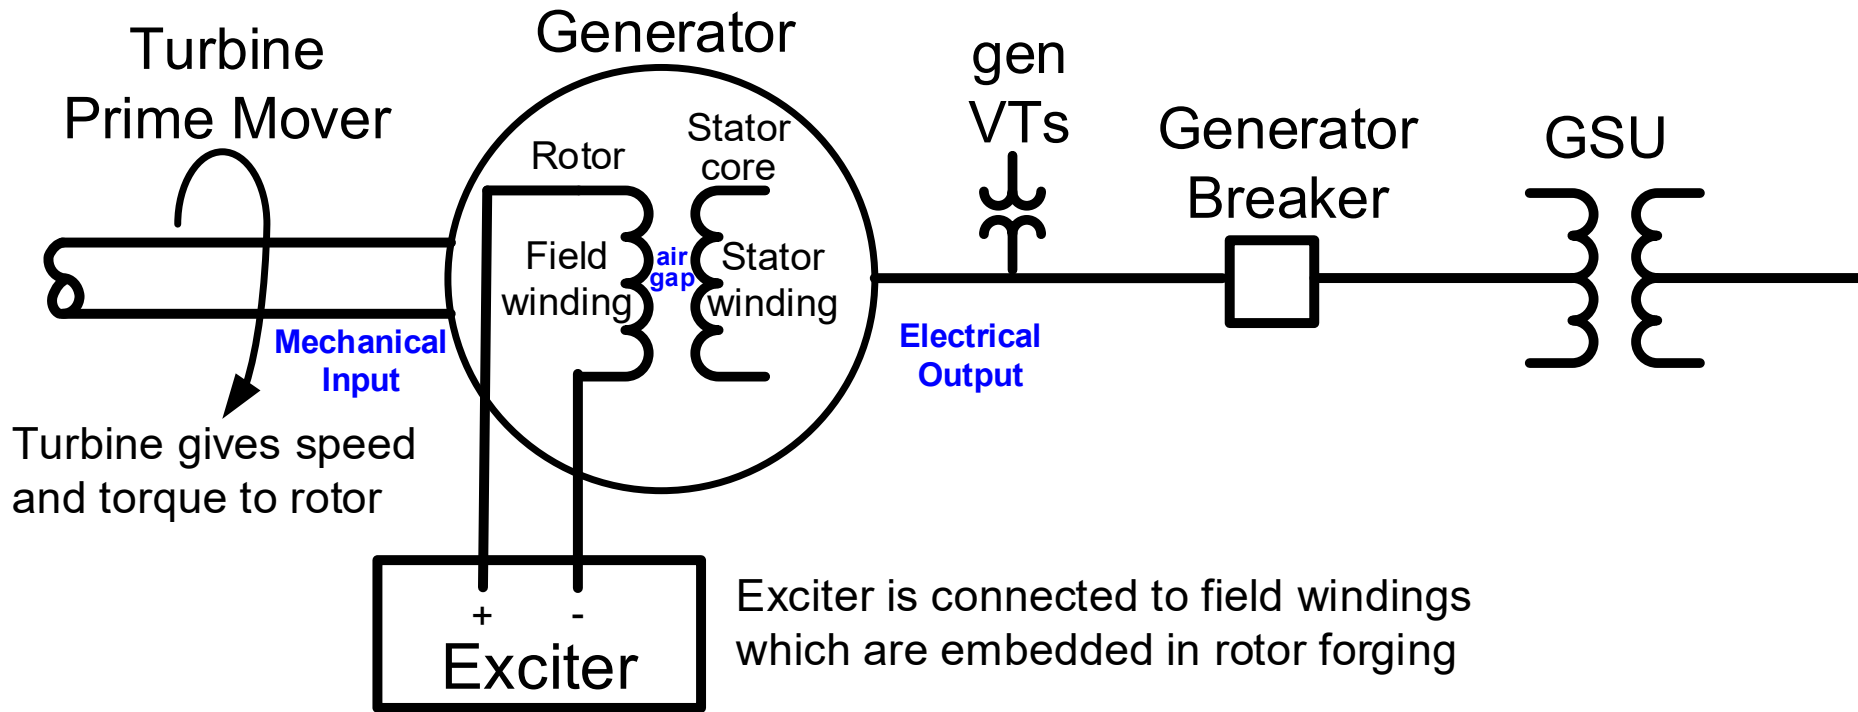 Turbine
Prime Mover
Generator
gen
VTs
Generator
Breaker
GSU
Rotor
Stator
core
Field
winding
air
gap
Stator
winding
Mechanical
Input
Electrical
Output
Turbine gives speed
and torque to rotor
+ -
Exciter
Exciter is connected to field windings
which are embedded in rotor forging